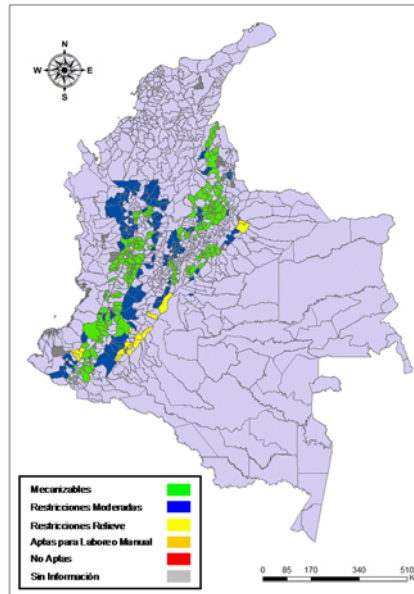 N
W E
S
Mecanizables
Restricciones Moderadas
Restricciones Relieve
Aptas para Laboreo Manual
No Aptas
Sin Información
0 85 170 340 510